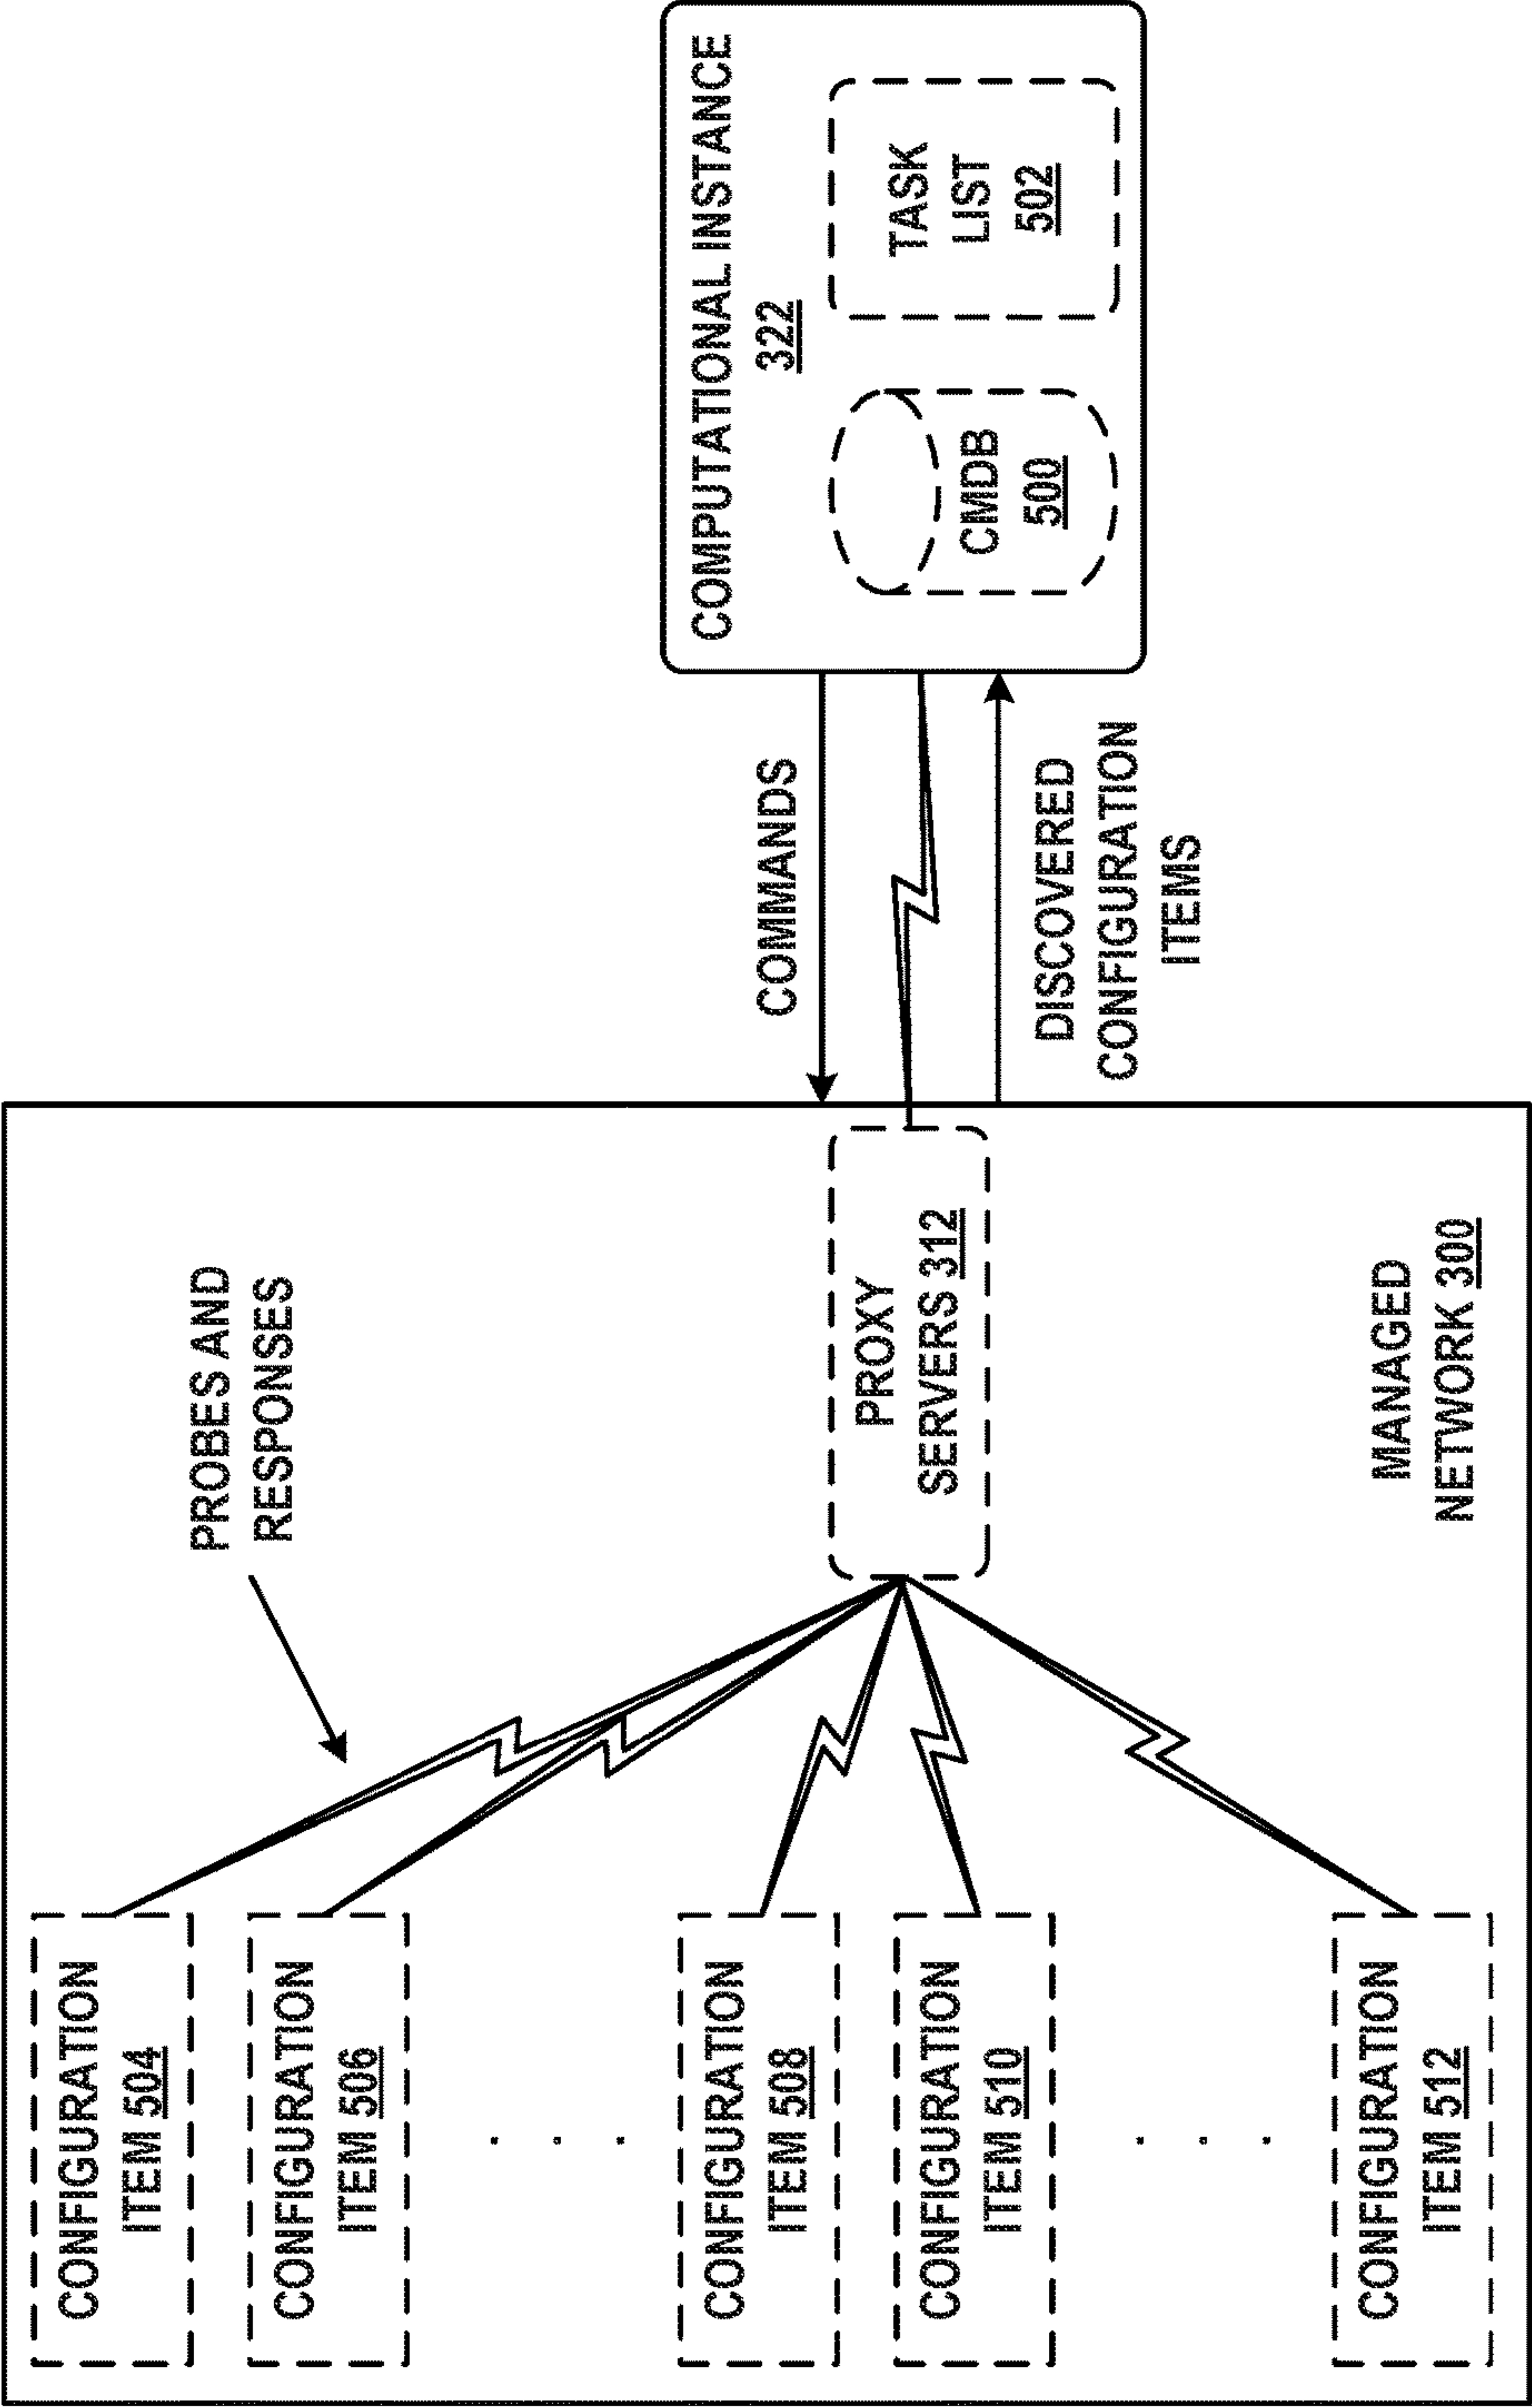 CONFIGURATION
ITEM 504
CONFIGURATION
ITEM 506
. . .
CONFIGURATION
ITEM 508
CONFIGURATION
ITEM 510
. . .
CONFIGURATION
ITEM 512
PROBES AND
RESPONSES
PROXY
SERVERS 312
MANAGED
NETWORK 300
COMMANDS
DISCOVERED
CONFIGURATION
ITEMS
COMPUTATIONAL INSTANCE
322
CMDB
500
TASK
LIST
502